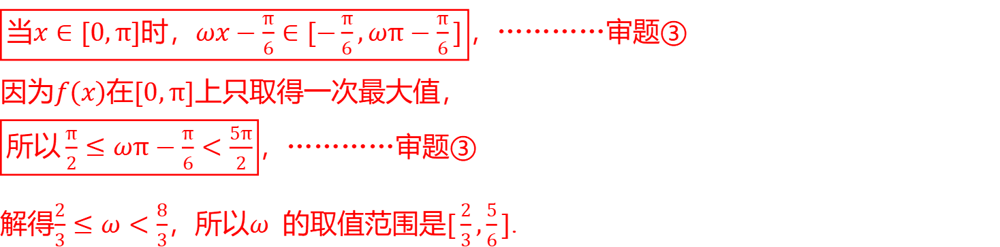 当$x\in[0,\pi]$时，$\omega x-\frac{\pi}{6}\in[-\frac{\pi}{6},\omega\pi-\frac{\pi}{6}]$，…………审题③
因为$f(x)$在$[0,\pi]$上只取得一次最大值，
所以$\frac{\pi}{2}\leq\omega\pi-\frac{\pi}{6}<\frac{5\pi}{2}$，…………审题③
解得$\frac{2}{3}\leq\omega<\frac{8}{3}$，所以$\omega$ 的取值范围是$[\frac{2}{3},\frac{5}{6}]$.